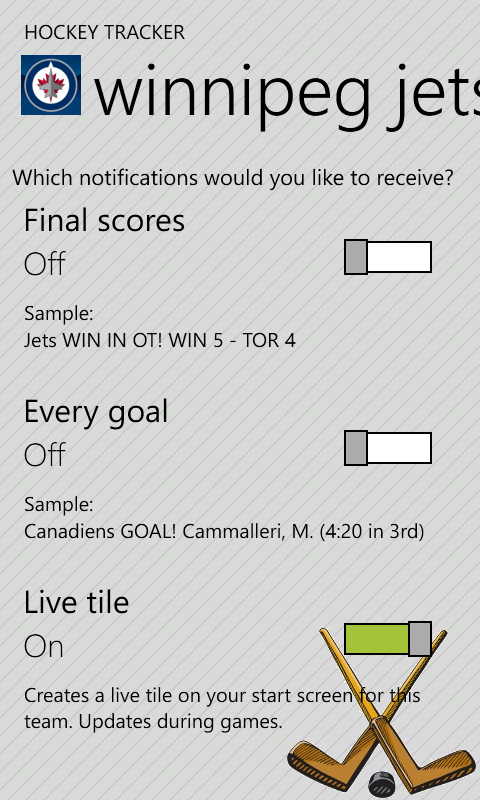 HOCKEY TRACKER
winnipeg jets
Which notifications would you like to receive?
Final scores
Off
Sample:
Jets WIN IN OT! WIN 5 - TOR 4
Every goal
Off
Sample:
Canadiens GOAL! Cammalleri, M. (4:20 in 3rd)
Live tile
On
Creates a live tile on your start screen for this
team. Updates during games.